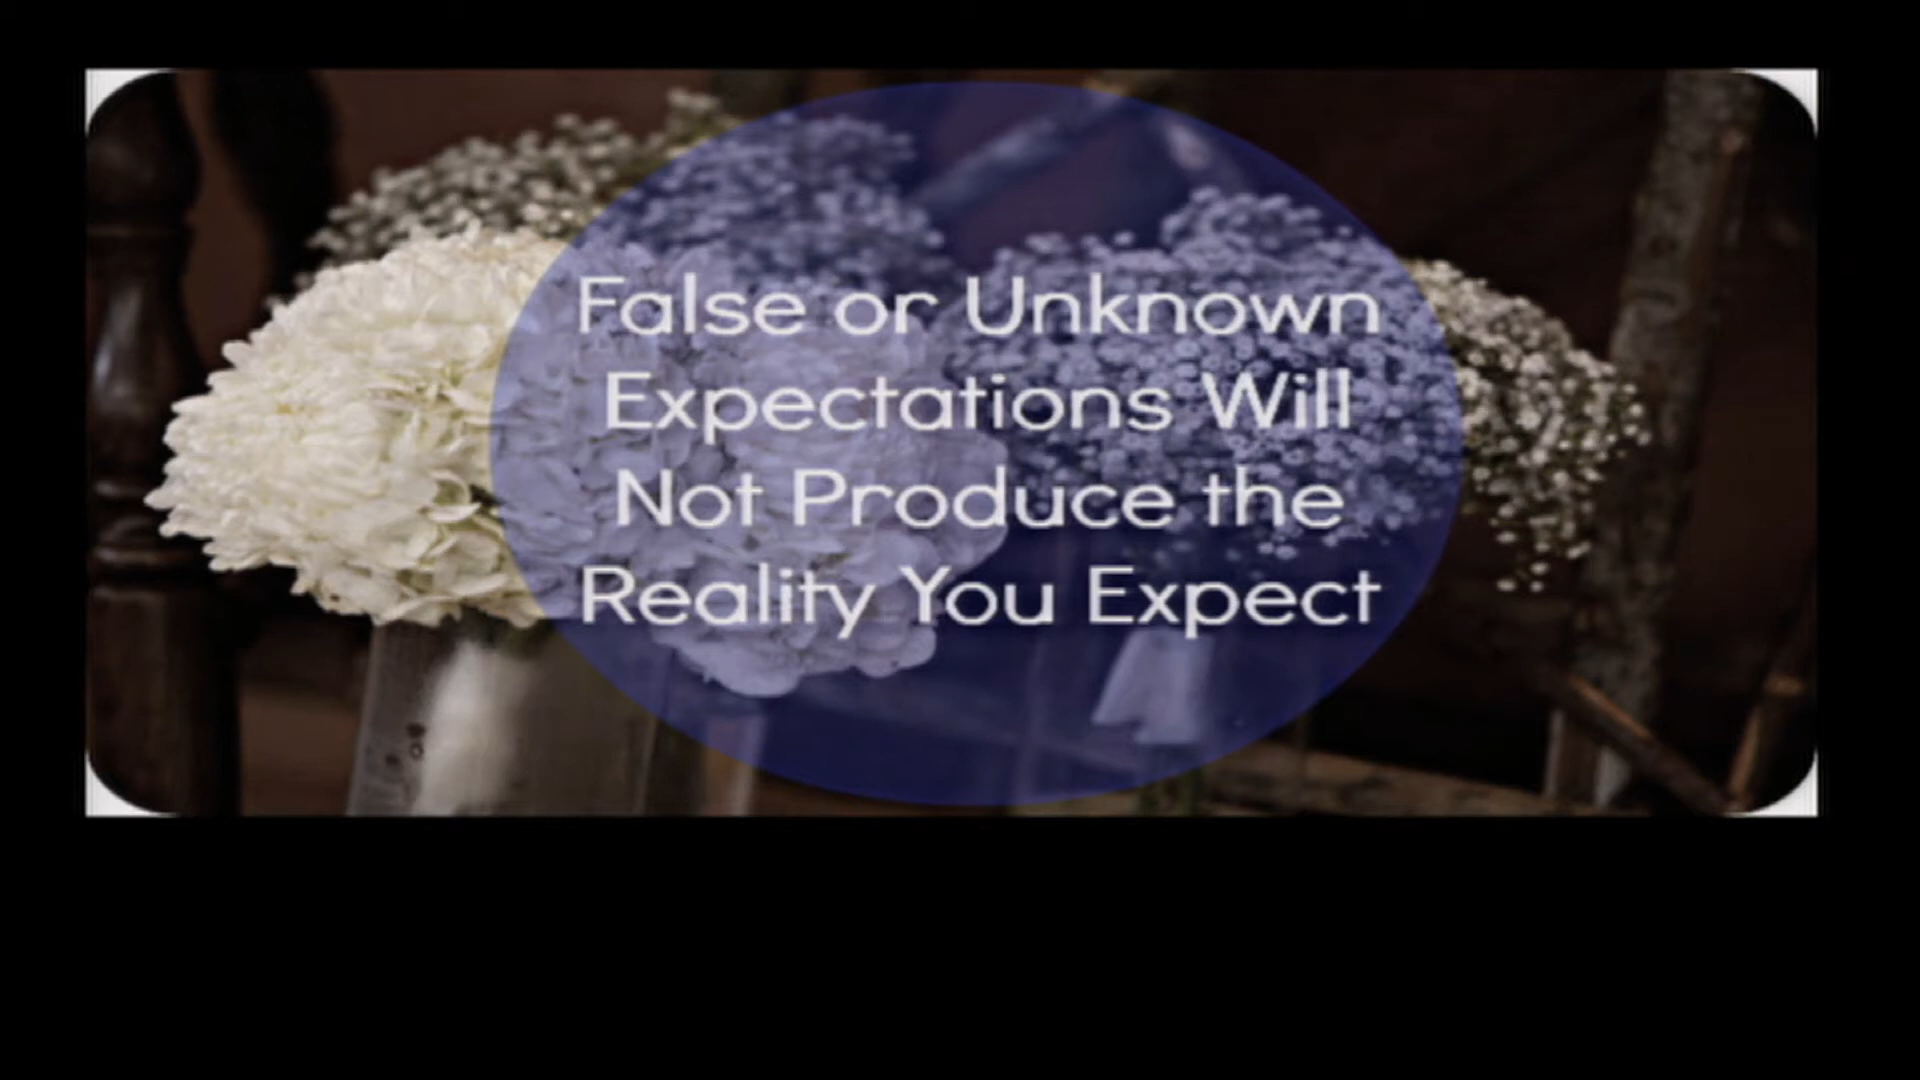 False or Unknown
Expectations Will
Not Produce the
Reality You Expect